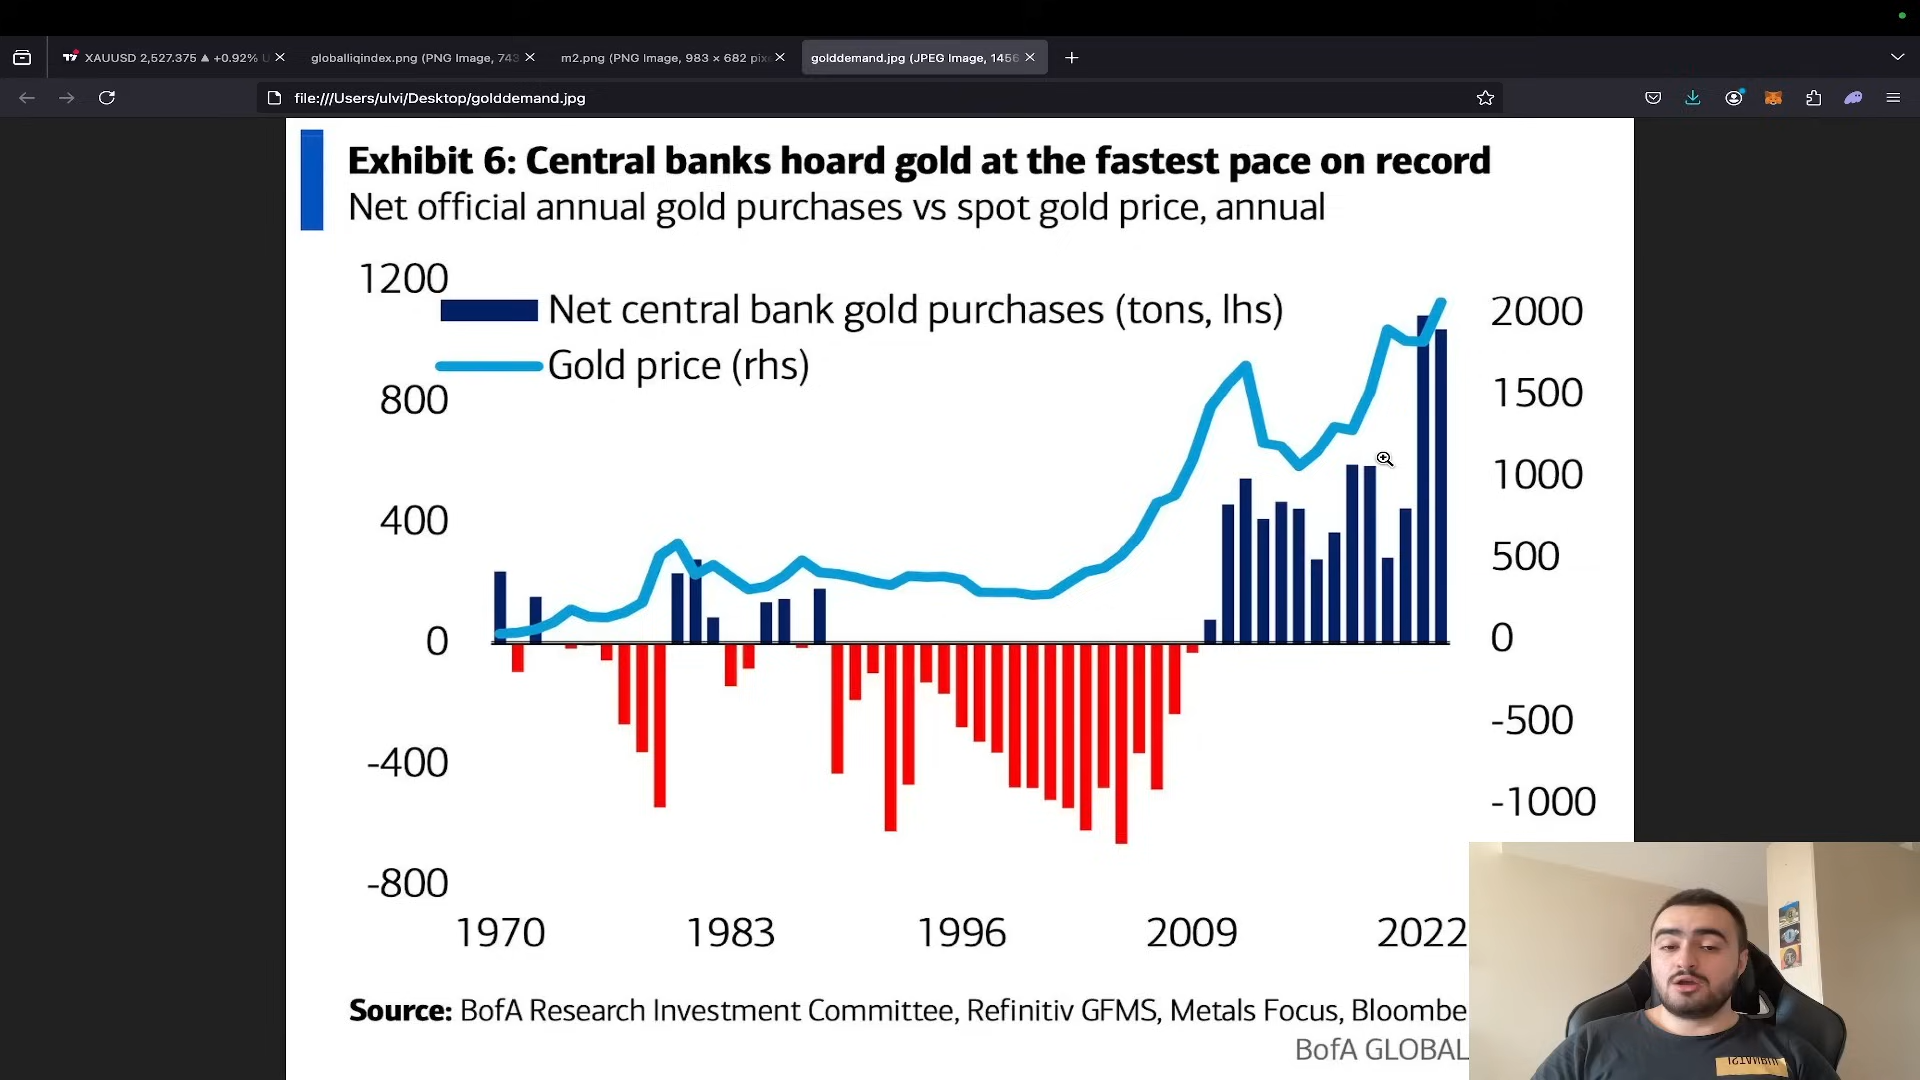 XAUUSD 2,527.375 ▲ +0.92%
globalliqindex.png (PNG Image, 743
m2.png (PNG Image, 983 × 682 pix
golddemand.jpg (JPEG Image, 1456
file:///Users/ulvi/Desktop/golddemand.jpg
Exhibit 6: Central banks hoard gold at the fastest pace on record
Net official annual gold purchases vs spot gold price, annual
1200
Net central bank gold purchases (tons, lhs)
2000
Gold price (rhs)
800
1500
1000
400
500
0
0
-500
-400
-1000
-800
1970 1983 1996 2009 2022
Source: BofA Research Investment Committee, Refinitiv GFMS, Metals Focus, Bloombe
BofA GLOBAL